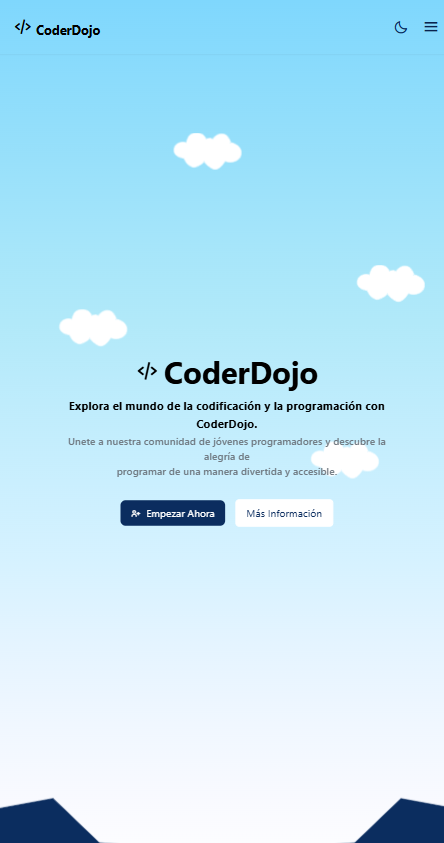 </> CoderDojo
</> CoderDojo
Explora el mundo de la codificación y la programación con
CoderDojo.
Unete a nuestra comunidad de jóvenes programadores y descubre la
alegría de
programar de una manera divertida y accesible.
Empezar Ahora
Más Información